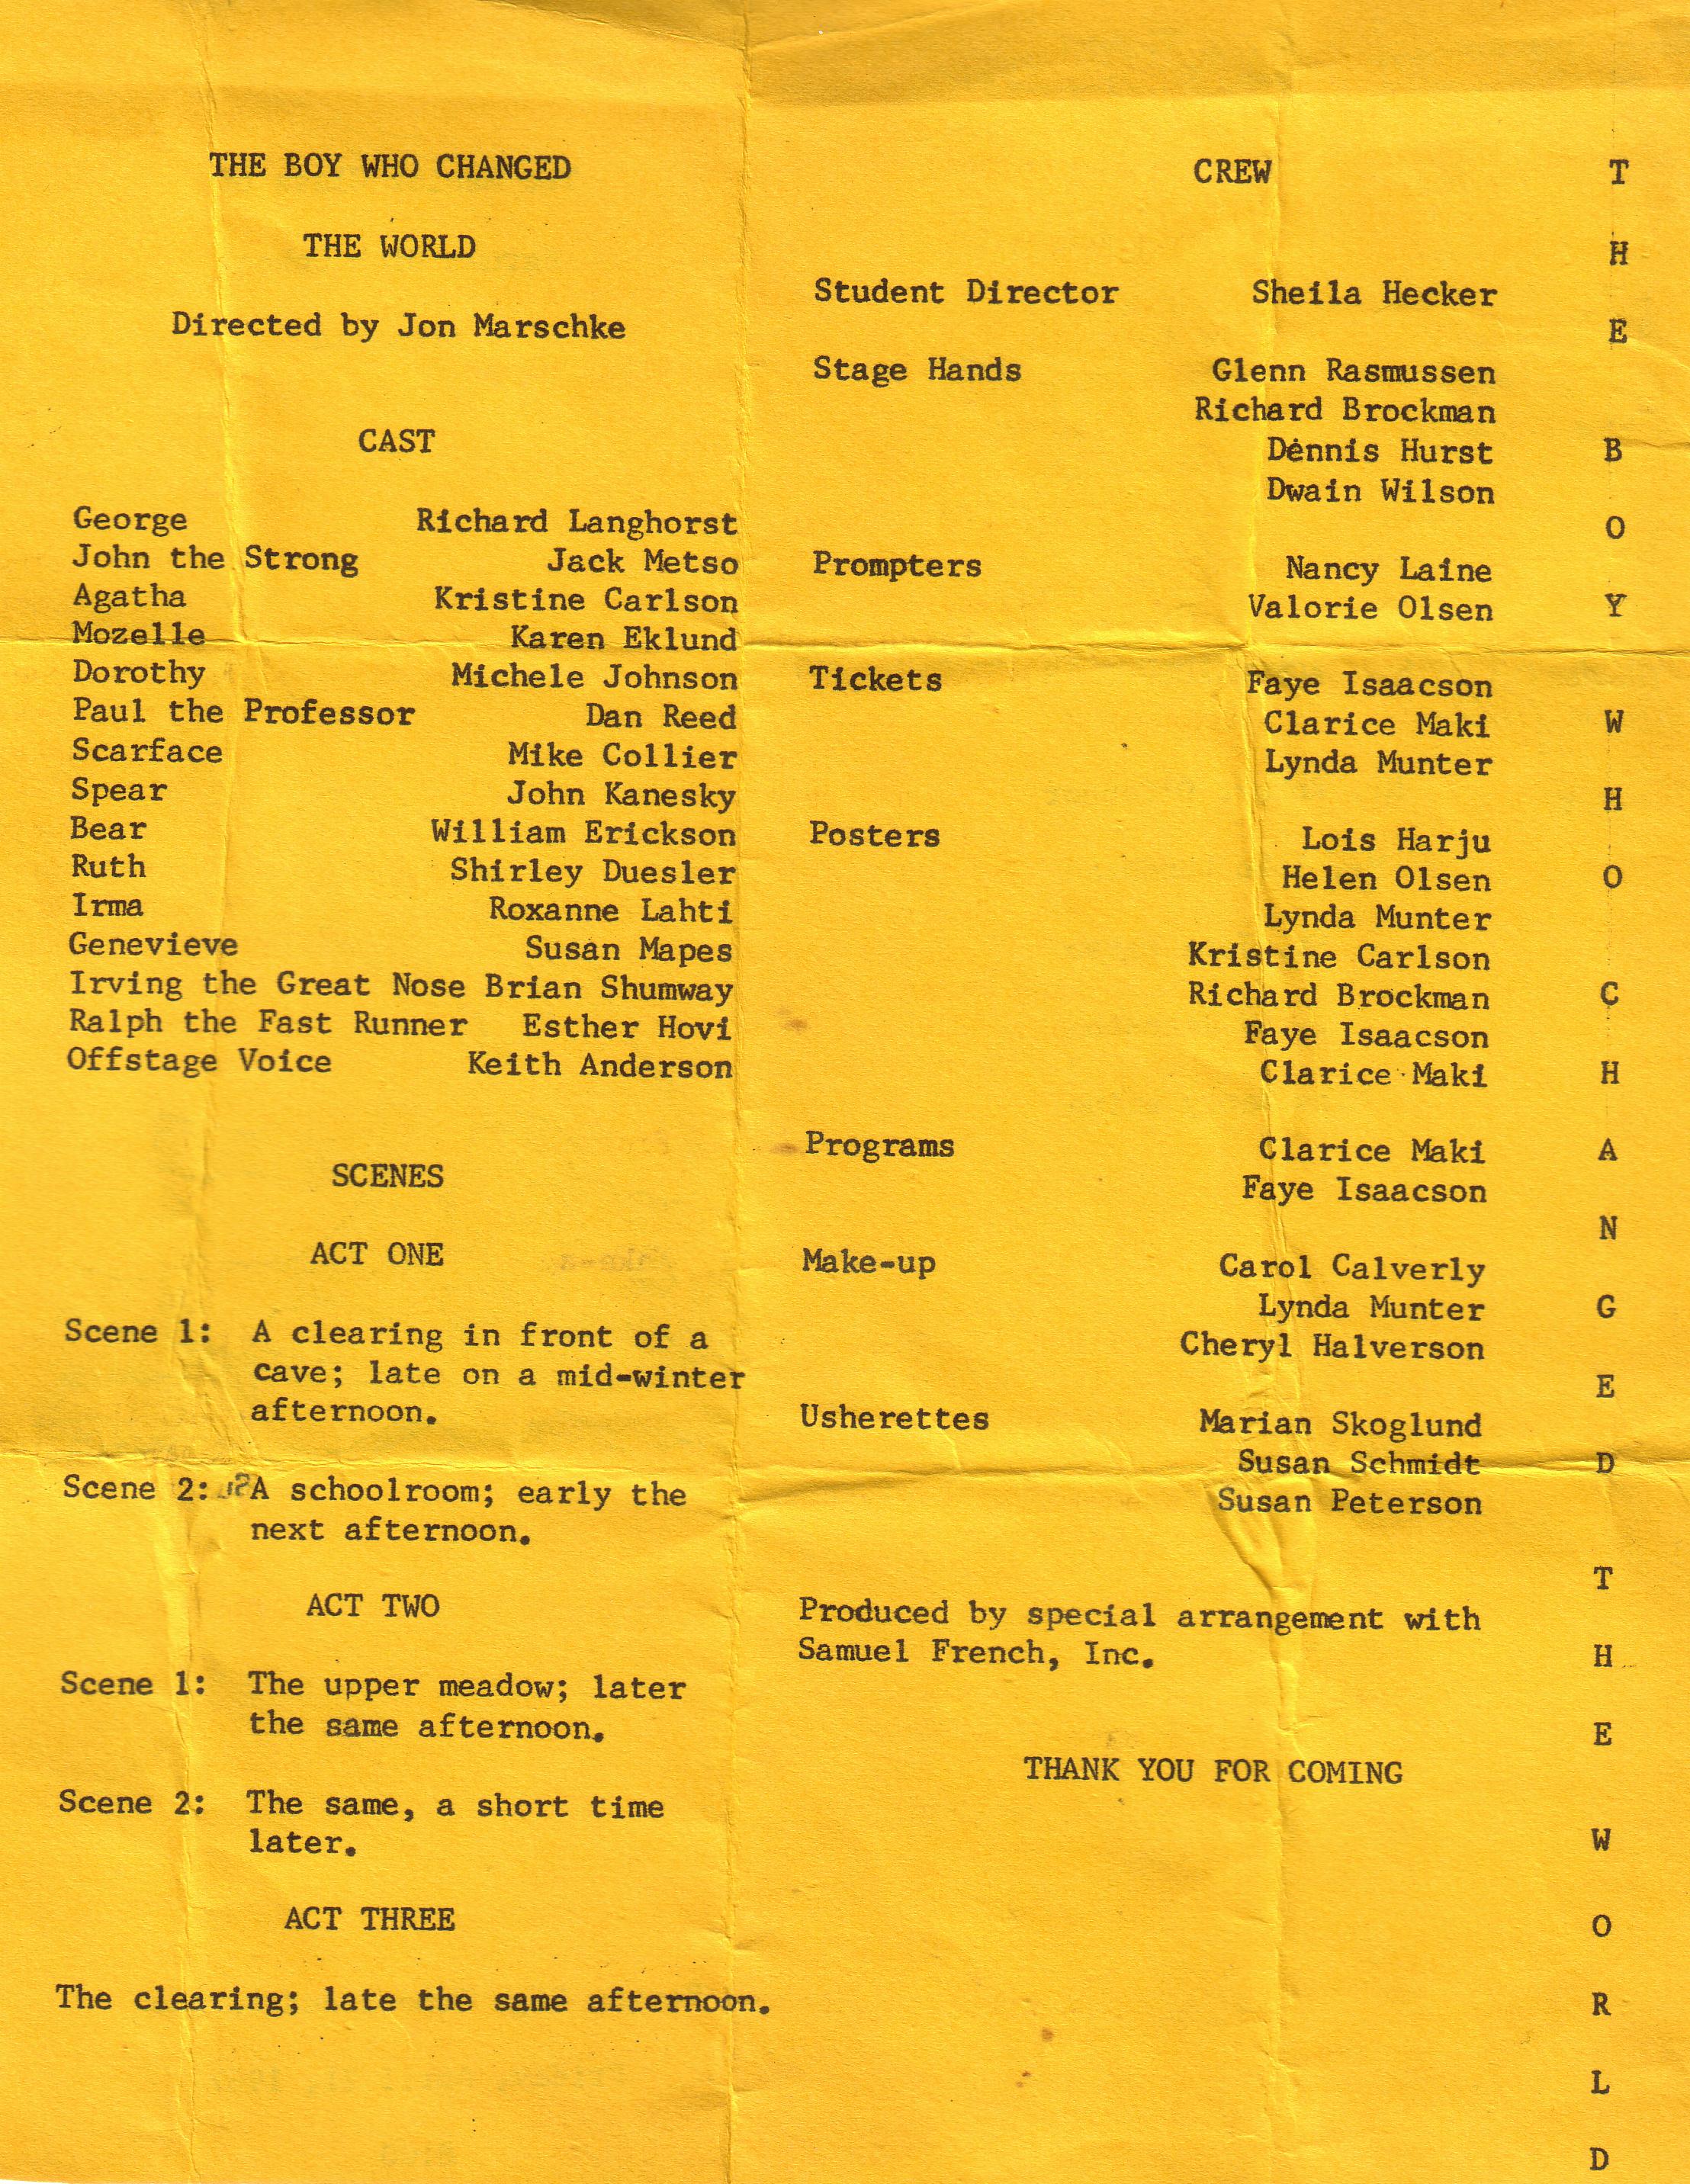 THE BOY WHO CHANGED
THE WORLD
Directed by Jon Marschke
CAST
George Richard Langhorst
John the Strong Jack Metso
Agatha Kristine Carlson
Mozelle Karen Eklund
Dorothy Michele Johnson
Paul the Professor Dan Reed
Scarface Mike Collier
Spear John Kanesky
Bear William Erickson
Ruth Shirley Duesler
Irma Roxanne Lahti
Genevieve Susan Mapes
Irving the Great Nose Brian Shumway
Ralph the Fast Runner Esther Hovi
Offstage Voice Keith Anderson
SCENES
ACT ONE
Scene 1: A clearing in front of a
cave; late on a mid-winter
afternoon.
Scene 2: A schoolroom; early the
next afternoon.
ACT TWO
Scene 1: The upper meadow; later
the same afternoon.
Scene 2: The same, a short time
later.
ACT THREE
The clearing; late the same afternoon.
CREW
Student Director Sheila Hecker
Stage Hands Glenn Rasmussen
Richard Brockman
Dennis Hurst
Dwain Wilson
Prompters Nancy Laine
Valorie Olsen
Tickets Faye Isaacson
Clarice Maki
Lynda Munter
Posters Lois Harju
Helen Olsen
Lynda Munter
Kristine Carlson
Richard Brockman
Faye Isaacson
Clarice Maki
Programs Clarice Maki
Faye Isaacson
Make-up Carol Calverly
Lynda Munter
Cheryl Halverson
Usherettes Marian Skoglund
Susan Schmidt
Susan Peterson
Produced by special arrangement with
Samuel French, Inc.
THANK YOU FOR COMING
T
H
E
B
O
Y
W
H
O
C
H
A
N
G
E
D
T
H
E
W
O
R
L
D